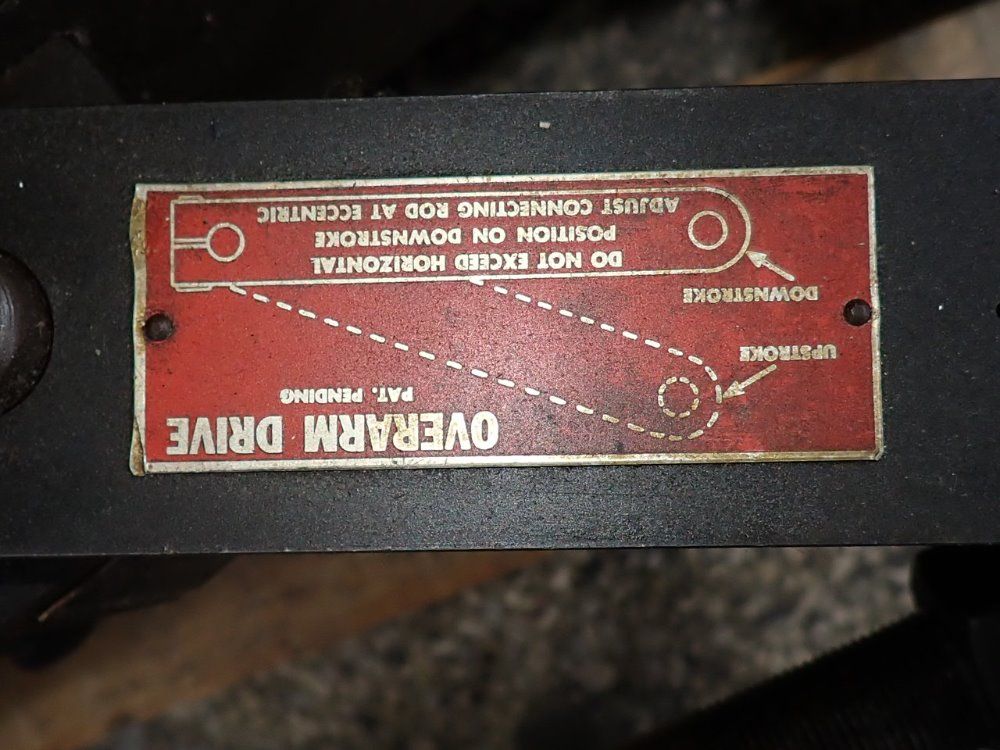 OVERARM DRIVE
PAT. PENDING
UPSTROKE
DOWNSTROKE
DO NOT EXCEED HORIZONTAL
POSITION ON DOWNSTROKE
ADJUST CONNECTING ROD AT ECCENTRIC